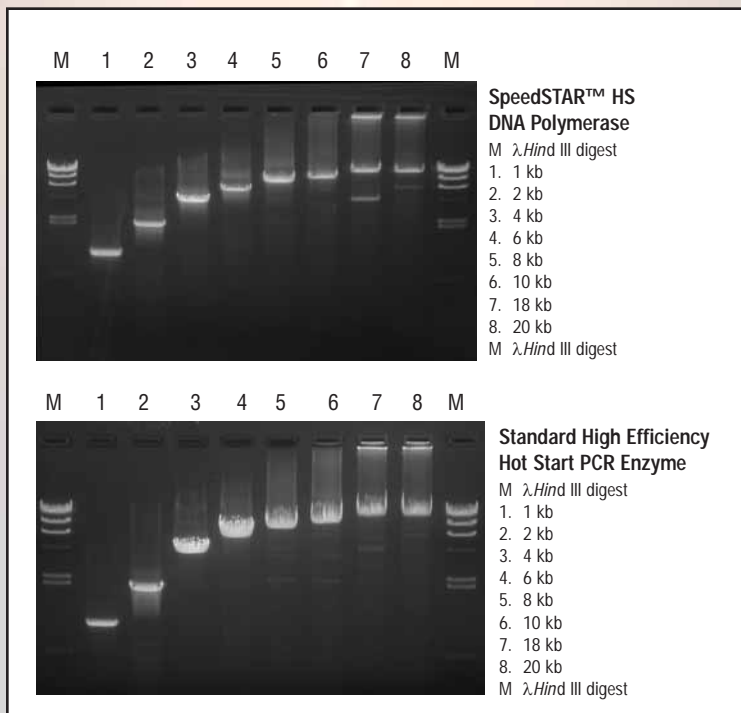 M 1 2 3 4 5 6 7 8 M
SpeedSTAR™ HS
DNA Polymerase
M λHind III digest
1. 1 kb
2. 2 kb
3. 4 kb
4. 6 kb
5. 8 kb
6. 10 kb
7. 18 kb
8. 20 kb
M λHind III digest
M 1 2 3 4 5 6 7 8 M
Standard High Efficiency
Hot Start PCR Enzyme
M λHind III digest
1. 1 kb
2. 2 kb
3. 4 kb
4. 6 kb
5. 8 kb
6. 10 kb
7. 18 kb
8. 20 kb
M λHind III digest